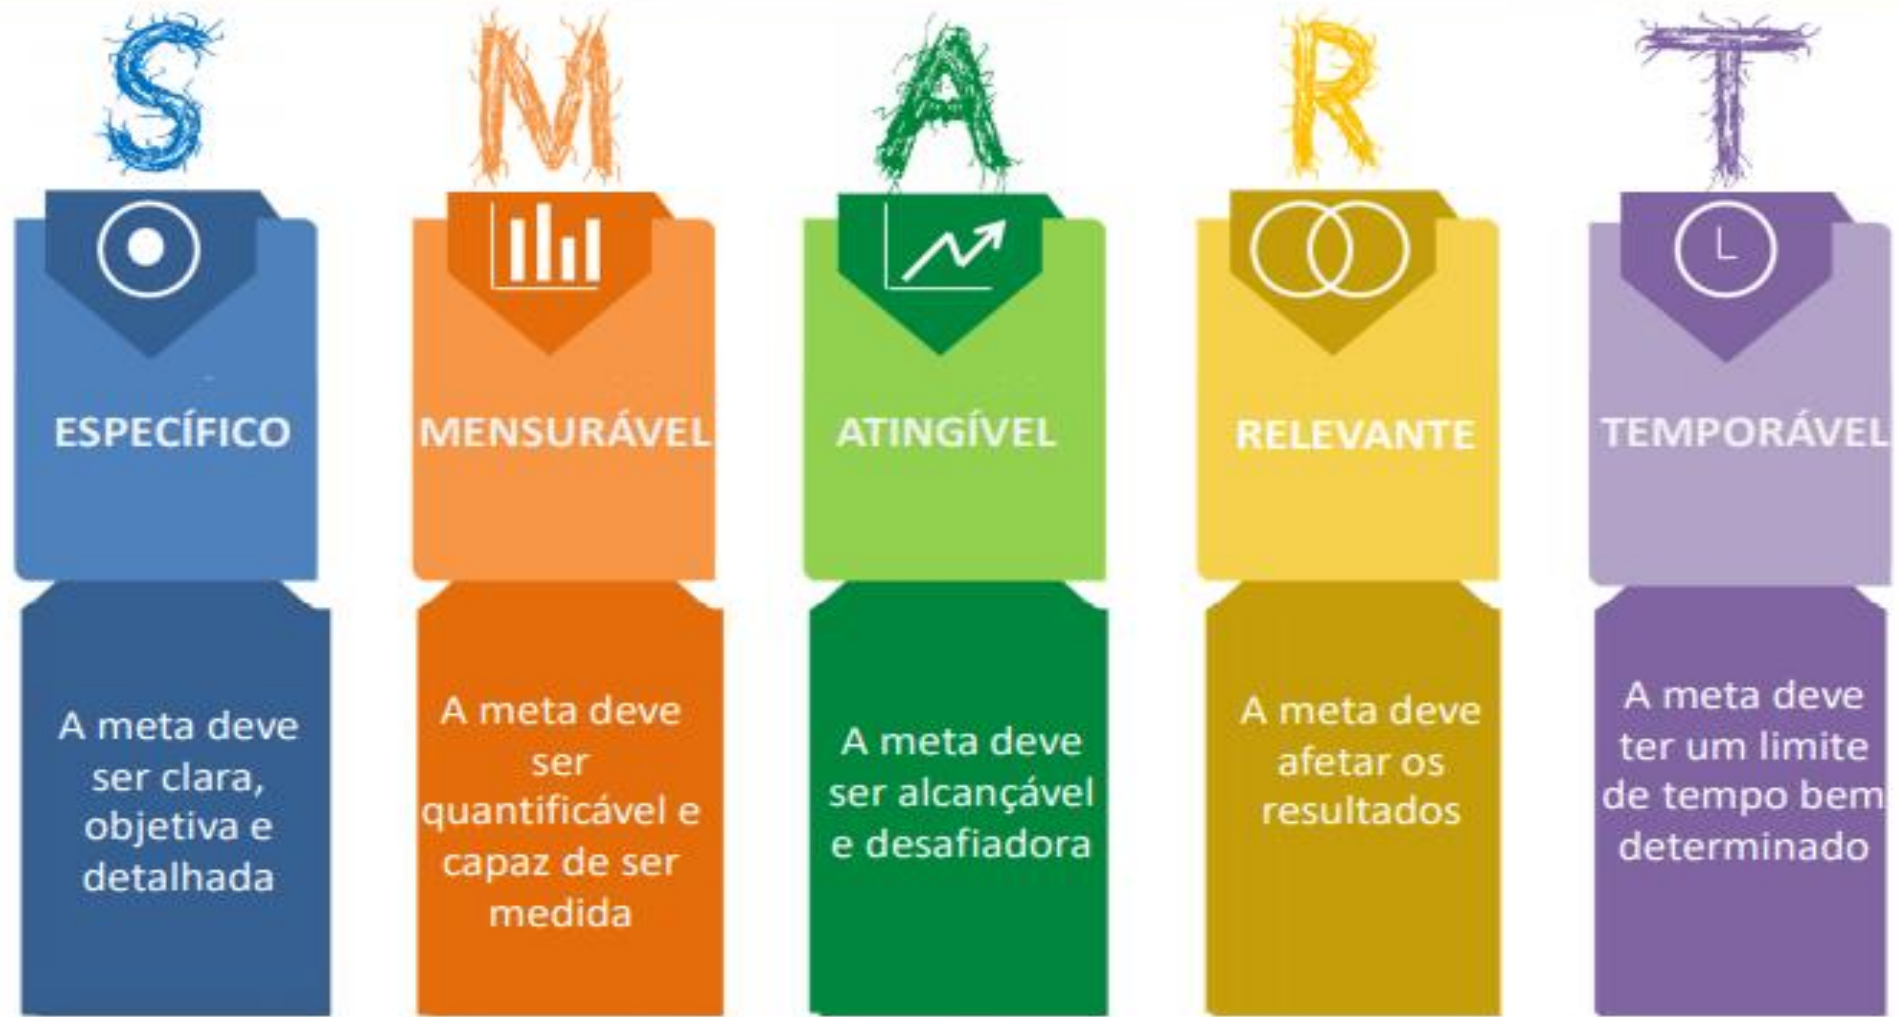 S
M
A
R
T
ESPECÍFICO
MENSURÁVEL
ATINGÍVEL
RELEVANTE
TEMPORÁVEL
A meta deve
ser clara,
objetiva e
detalhada
A meta deve
ser
quantificável e
capaz de ser
medida
A meta deve
ser alcançável
e desafiadora
A meta deve
afetar os
resultados
A meta deve
ter um limite
de tempo bem
determinado